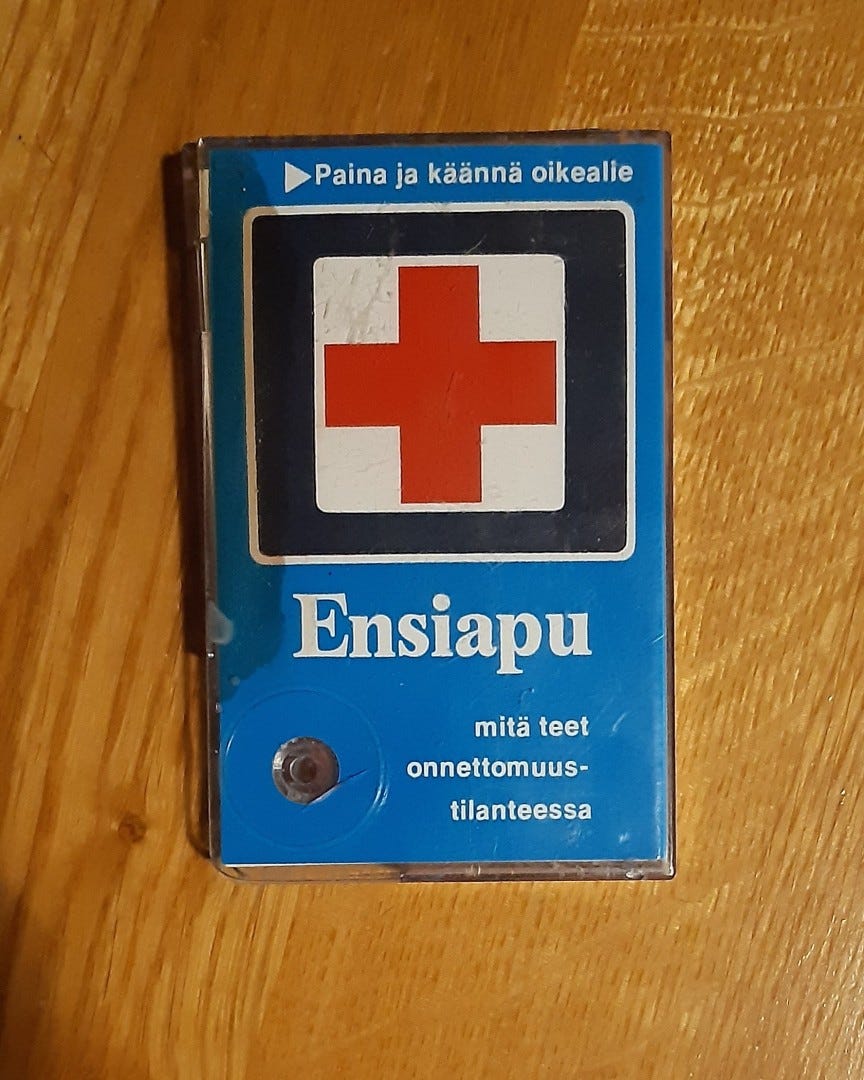 Paina ja käännä oikealle
Ensiapu
mitä teet
onnettomuus-
tilanteessa